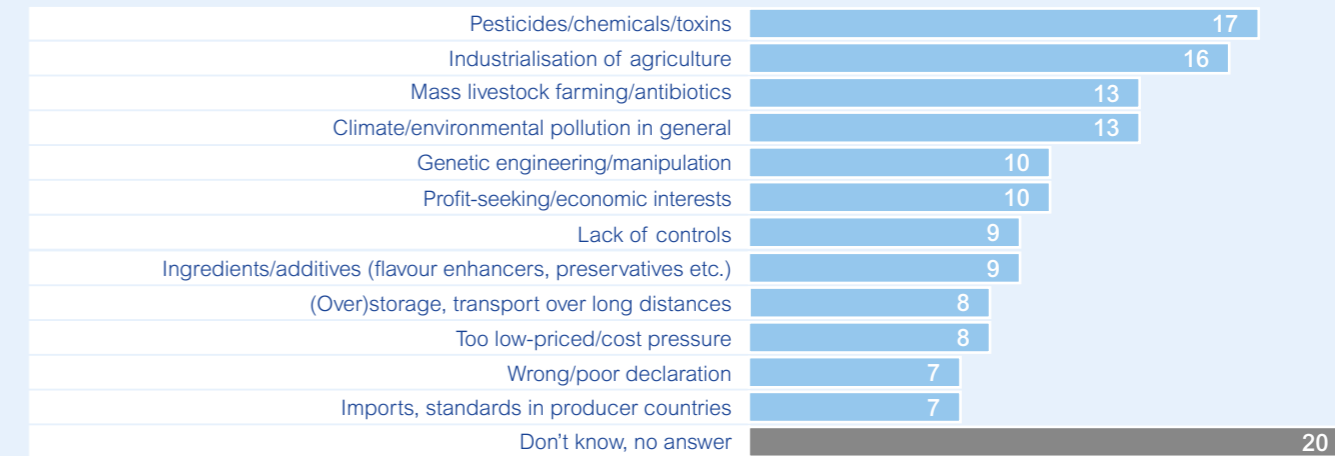 Pesticides/chemicals/toxins 17
Industrialisation of agriculture 16
Mass livestock farming/antibiotics 13
Climate/environmental pollution in general 13
Genetic engineering/manipulation 10
Profit-seeking/economic interests 10
Lack of controls 9
Ingredients/additives (flavour enhancers, preservatives etc.) 9
(Over)storage, transport over long distances 8
Too low-priced/cost pressure 8
Wrong/poor declaration 7
Imports, standards in producer countries 7
Don't know, no answer 20